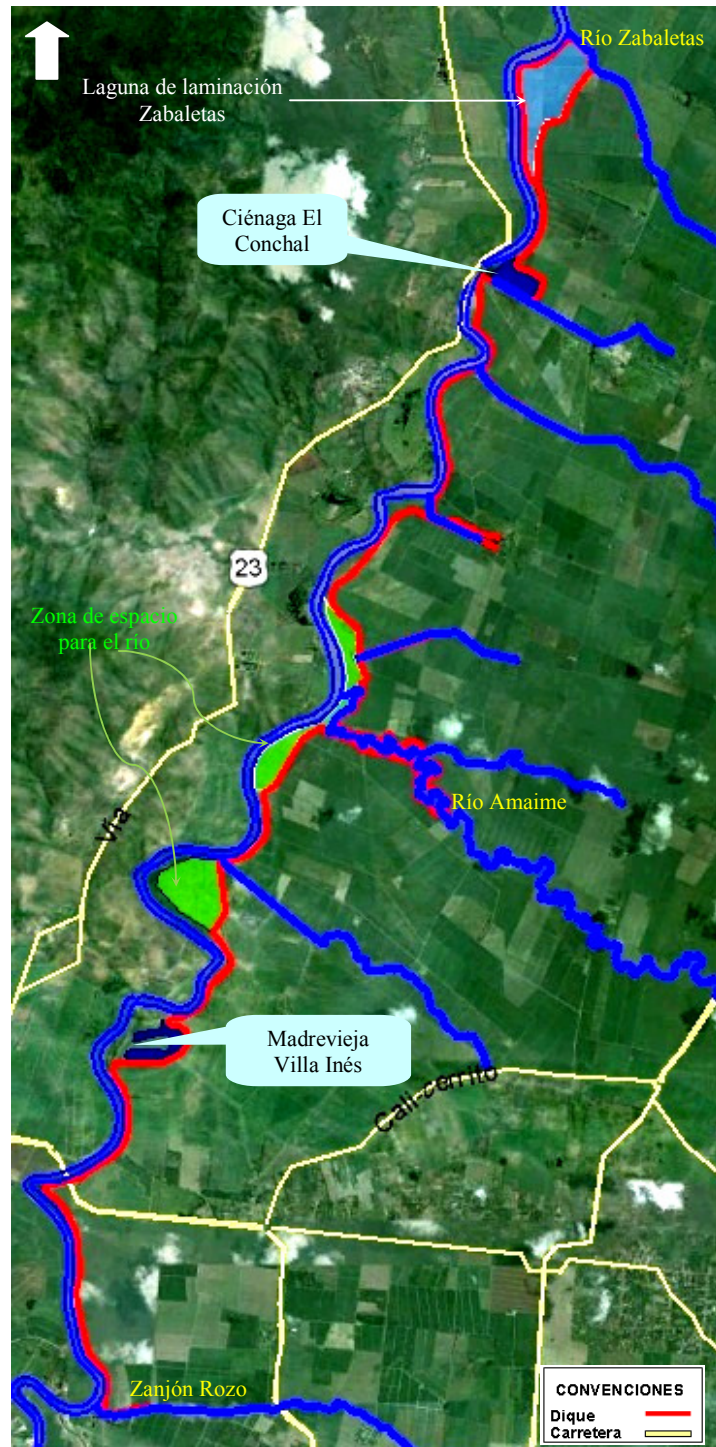 Río Zabaletas
Laguna de laminación
Zabaletas
Ciénaga El
Conchal
23
Zona de espacio
para el río
Río Amaime
Vía
Madrevieja
Villa Inés
Cali-cerrito
Zanjón Rozo
CONVENCIONES
Dique
Carretera